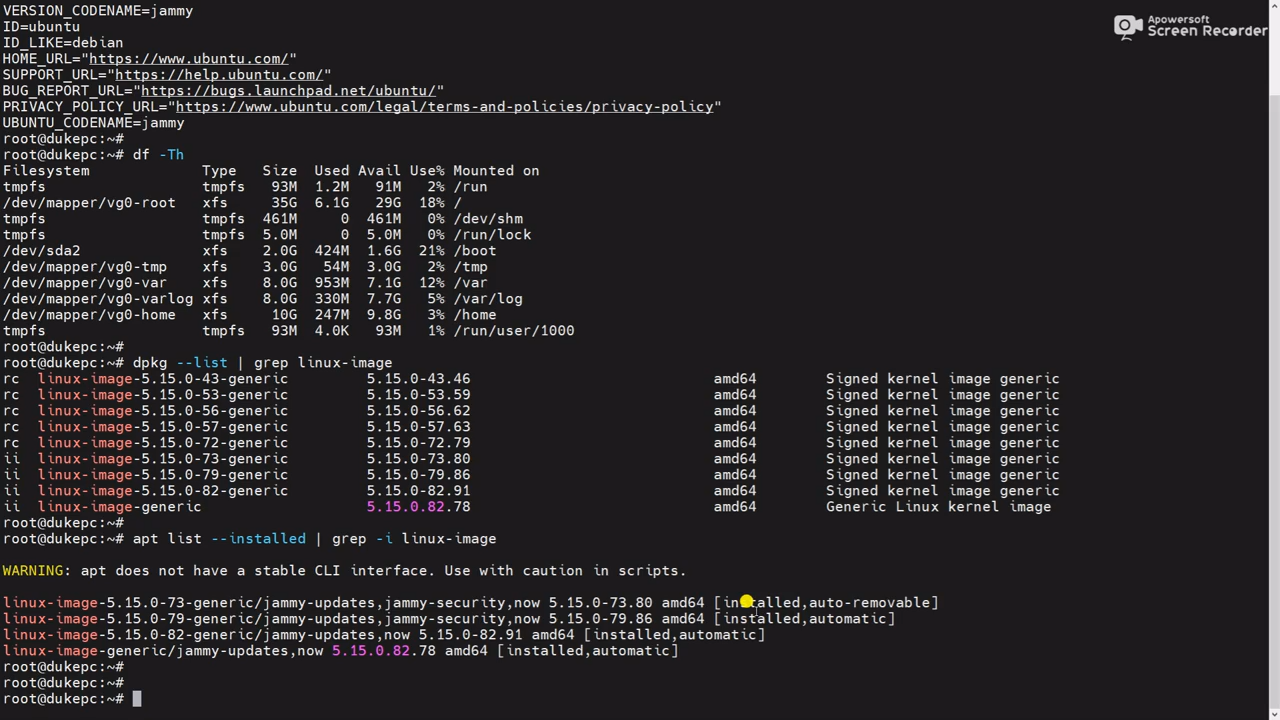 VERSION_CODENAME=jammy
ID=ubuntu
ID_LIKE=debian
HOME_URL="https://www.ubuntu.com/"
SUPPORT_URL="https://help.ubuntu.com/"
BUG_REPORT_URL="https://bugs.launchpad.net/ubuntu/"
PRIVACY_POLICY_URL="https://www.ubuntu.com/legal/terms-and-policies/privacy-policy"
UBUNTU_CODENAME=jammy
root@dukepc:~#
root@dukepc:~# df -Th
Filesystem Type Size Used Avail Use% Mounted on
tmpfs tmpfs 93M 1.2M 91M 2% /run
/dev/mapper/vg0-root xfs 35G 6.1G 29G 18% /
tmpfs tmpfs 461M 0 461M 0% /dev/shm
tmpfs tmpfs 5.0M 0 5.0M 0% /run/lock
/dev/sda2 xfs 2.0G 424M 1.6G 21% /boot
/dev/mapper/vg0-tmp xfs 3.0G 54M 3.0G 2% /tmp
/dev/mapper/vg0-var xfs 8.0G 953M 7.1G 12% /var
/dev/mapper/vg0-varlog xfs 8.0G 330M 7.7G 5% /var/log
/dev/mapper/vg0-home xfs 10G 247M 9.8G 3% /home
tmpfs tmpfs 93M 4.0K 93M 1% /run/user/1000
root@dukepc:~#
root@dukepc:~# dpkg --list | grep linux-image
rc linux-image-5.15.0-43-generic 5.15.0-43.46 amd64 Signed kernel image generic
rc linux-image-5.15.0-53-generic 5.15.0-53.59 amd64 Signed kernel image generic
rc linux-image-5.15.0-56-generic 5.15.0-56.62 amd64 Signed kernel image generic
rc linux-image-5.15.0-57-generic 5.15.0-57.63 amd64 Signed kernel image generic
rc linux-image-5.15.0-72-generic 5.15.0-72.79 amd64 Signed kernel image generic
ii linux-image-5.15.0-73-generic 5.15.0-73.80 amd64 Signed kernel image generic
ii linux-image-5.15.0-79-generic 5.15.0-79.86 amd64 Signed kernel image generic
ii linux-image-5.15.0-82-generic 5.15.0-82.91 amd64 Signed kernel image generic
ii linux-image-generic 5.15.0.82.78 amd64 Generic Linux kernel image
root@dukepc:~#
root@dukepc:~# apt list --installed | grep -i linux-image
WARNING: apt does not have a stable CLI interface. Use with caution in scripts.
linux-image-5.15.0-73-generic/jammy-updates,jammy-security,now 5.15.0-73.80 amd64 [installed,auto-removable]
linux-image-5.15.0-79-generic/jammy-updates,jammy-security,now 5.15.0-79.86 amd64 [installed,automatic]
linux-image-5.15.0-82-generic/jammy-updates,now 5.15.0-82.91 amd64 [installed,automatic]
linux-image-generic/jammy-updates,now 5.15.0.82.78 amd64 [installed,automatic]
root@dukepc:~#
root@dukepc:~#
root@dukepc:~#
Apowersoft
Screen Recorder